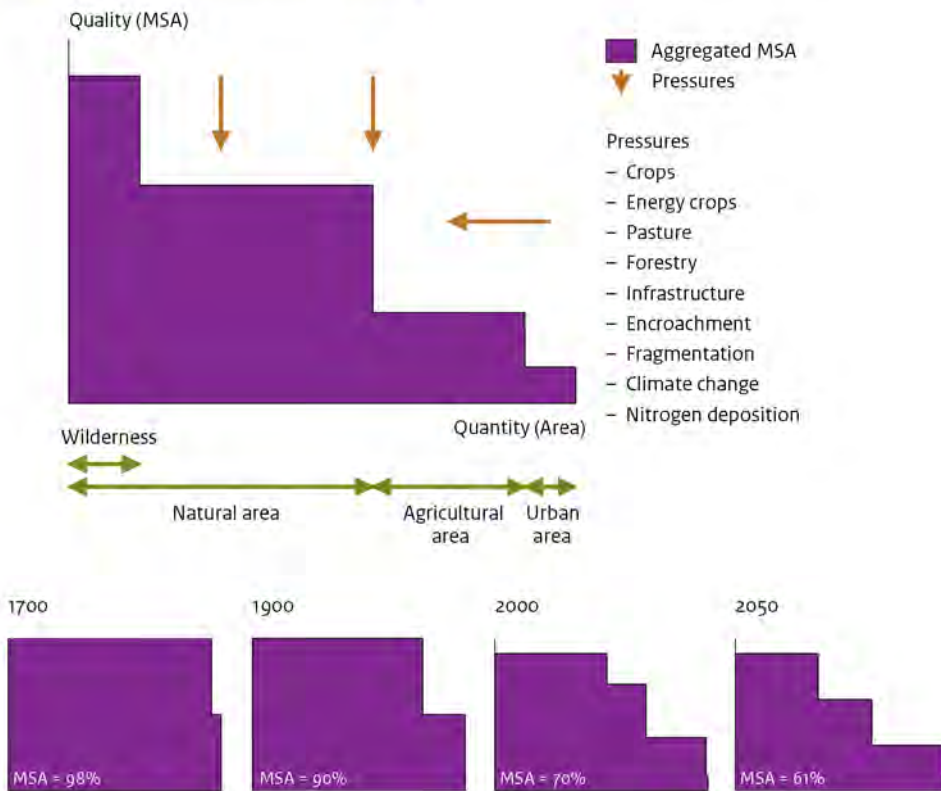 Quality (MSA)
Aggregated MSA
Pressures
Pressures
– Crops
– Energy crops
– Pasture
– Forestry
– Infrastructure
– Encroachment
– Fragmentation
– Climate change
– Nitrogen deposition
Quantity (Area)
Wilderness
Natural area
Agricultural
area
Urban
area
1700
1900
2000
2050
MSA = 98%
MSA = 90%
MSA = 70%
MSA = 61%